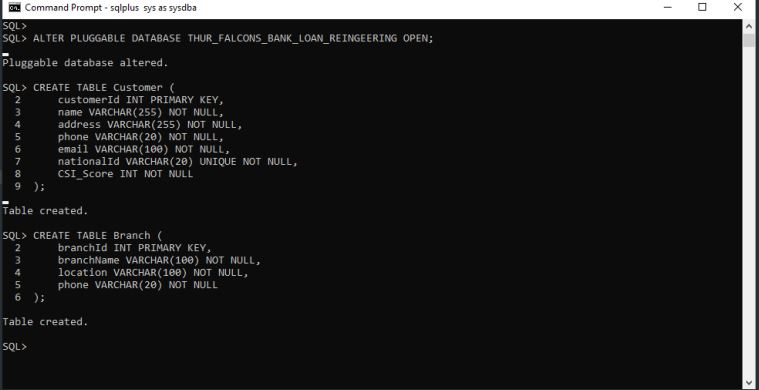 Command Prompt - sqlplus  sys as sysdba
SQL>
SQL> ALTER PLUGGABLE DATABASE THUR_FALCONS_BANK_LOAN_REINGEERING OPEN;
Pluggable database altered.
SQL> CREATE TABLE Customer (
  2      customerId INT PRIMARY KEY,
  3      name VARCHAR(255) NOT NULL,
  4      address VARCHAR(255) NOT NULL,
  5      phone VARCHAR(20) NOT NULL,
  6      email VARCHAR(100) NOT NULL,
  7      nationalId VARCHAR(20) UNIQUE NOT NULL,
  8      CSI_Score INT NOT NULL
  9  );
Table created.
SQL> CREATE TABLE Branch (
  2      branchId INT PRIMARY KEY,
  3      branchName VARCHAR(100) NOT NULL,
  4      location VARCHAR(100) NOT NULL,
  5      phone VARCHAR(20) NOT NULL
  6  );
Table created.
SQL>